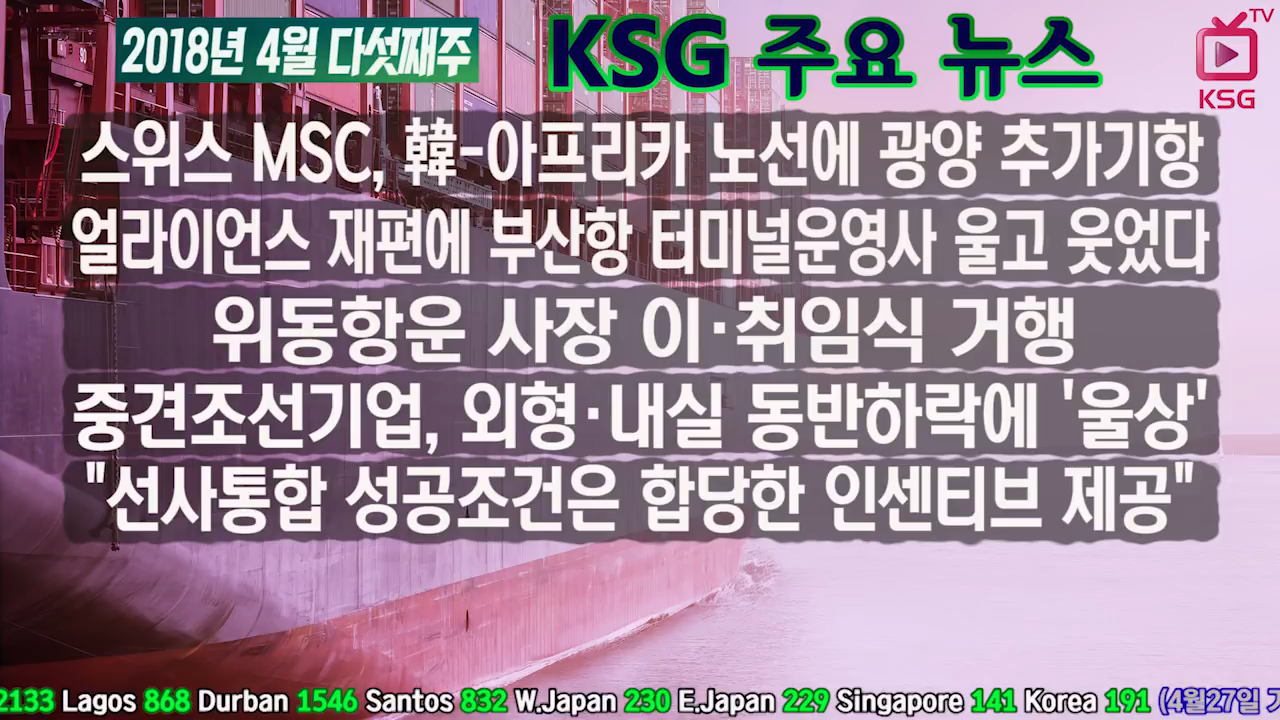 2018년 4월 다섯째주
KSG 주요 뉴스
TV
KSG
스위스 MSC, 韓-아프리카 노선에 광양 추가기항
얼라이언스 재편에 부산항 터미널운영사 울고 웃었다
위동항운 사장 이·취임식 거행
중견조선기업, 외형·내실 동반하락에 '울상'
"선사통합 성공조건은 합당한 인센티브 제공"
2133 Lagos 868 Durban 1546 Santos 832 W.Japan 230 E.Japan 229 Singapore 141 Korea 191 (4월27일